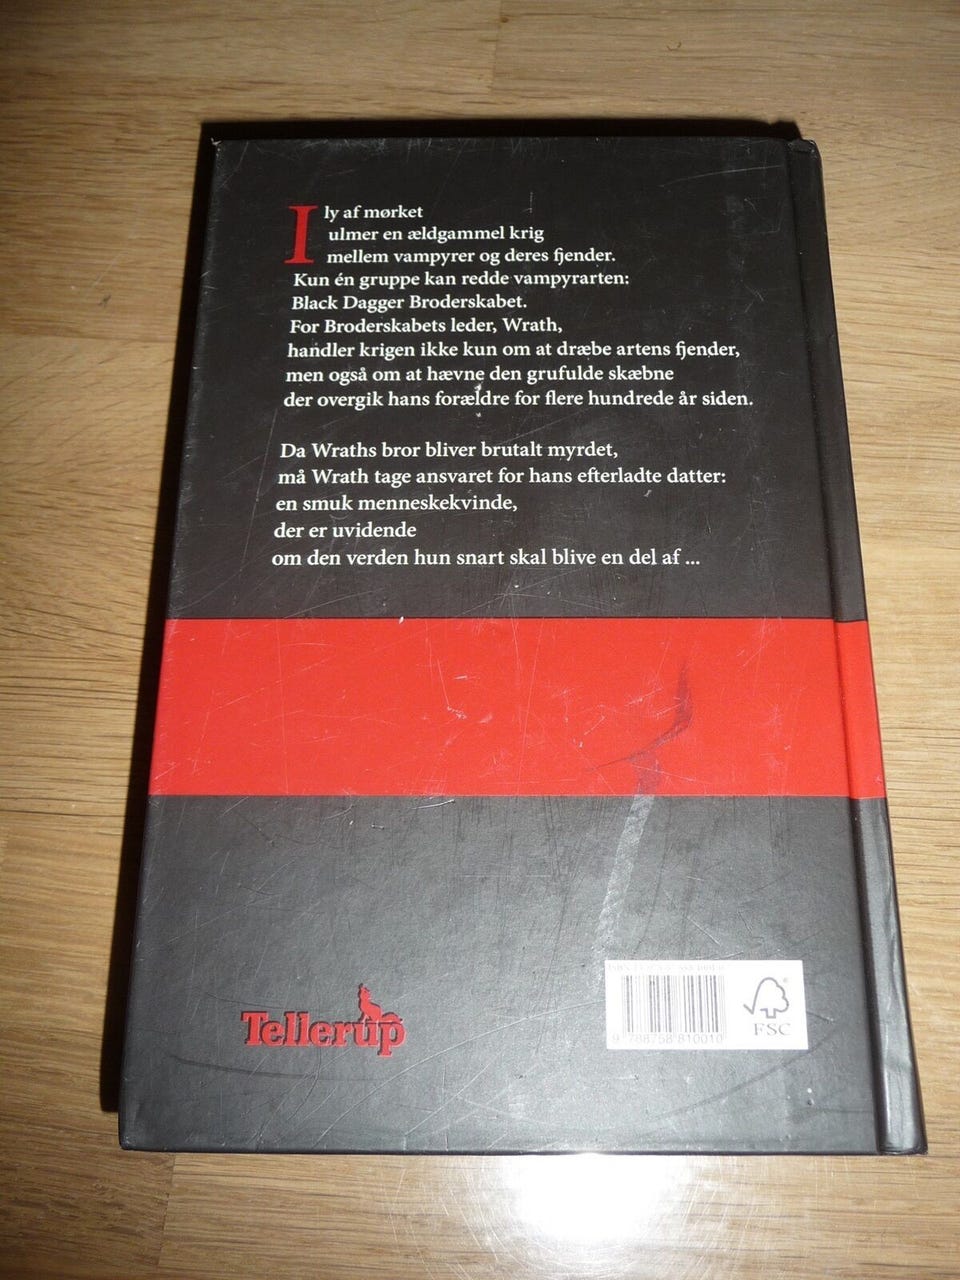 I ly af mørket
ulmer en ældgammel krig
mellem vampyrer og deres fjender.
Kun én gruppe kan redde vampyrarten:
Black Dagger Broderskabet.
For Broderskabets leder, Wrath,
handler krigen ikke kun om at dræbe artens fjender,
men også om at hævne den grufulde skæbne
der overgik hans forældre for flere hundrede år siden.
Da Wraths bror bliver brutalt myrdet,
må Wrath tage ansvaret for hans efterladte datter:
en smuk menneskekvinde,
der er uvidende
om den verden hun snart skal blive en del af ...
Tellerup
9 788758 810010
FSC